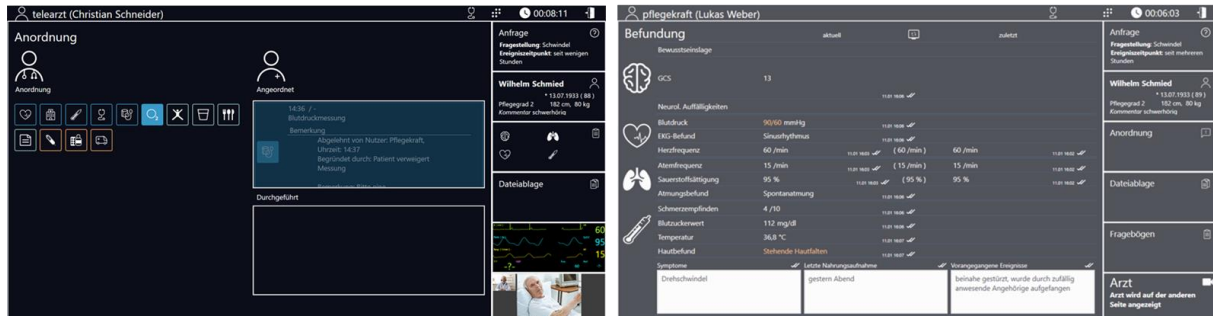 telearzt (Christian Schneider)
00:08:11
Anordnung
Anordnung
Angeordnet
14:36 / -
Blutdruckmessung
Bemerkung
Abgelehnt von Nutzer: Pflegekraft,
Uhrzeit: 14:37
Begründet durch: Patient verweigert
Messung
Durchgeführt
Anfrage
Fragestellung: Schwindel
Ereigniszeitpunkt: seit wenigen
Stunden
Wilhelm Schmied
* 13.07.1933 ( 88 )
Pflegegrad 2 182 cm, 80 kg
Kommentar schwerhörig
Dateiablage
60
95
15
-?-
pflegekraft (Lukas Weber)
00:06:03
Befundung
aktuell
zuletzt
Bewusstseinslage
GCS 13
Neurol. Auffälligkeiten
Blutdruck 90/60 mmHg
EKG-Befund Sinusrhythmus
Herzfrequenz 60 /min ( 60 /min ) 60 /min
Atemfrequenz 15 /min ( 15 /min ) 15 /min
Sauerstoffsättigung 95 % ( 95 % ) 95 %
Atmungsbefund Spontanatmung
Schmerzempfinden 4 /10
Blutzuckerwert 112 mg/dl
Temperatur 36,8 °C
Hautbefund Stehende Hautfalten
Symptome Letzte Nahrungsaufnahme Vorangegangene Ereignisse
Drehschwindel
gestern Abend
beinahe gestürzt, wurde durch zufällig
anwesende Angehörige aufgefangen
Anfrage
Fragestellung: Schwindel
Ereigniszeitpunkt: seit mehreren
Stunden
Wilhelm Schmied
* 13.07.1933 ( 89 )
Pflegegrad 2 182 cm, 80 kg
Kommentar schwerhörig
Anordnung
Dateiablage
Fragebögen
Arzt
Arzt wird auf der anderen
Seite angezeigt